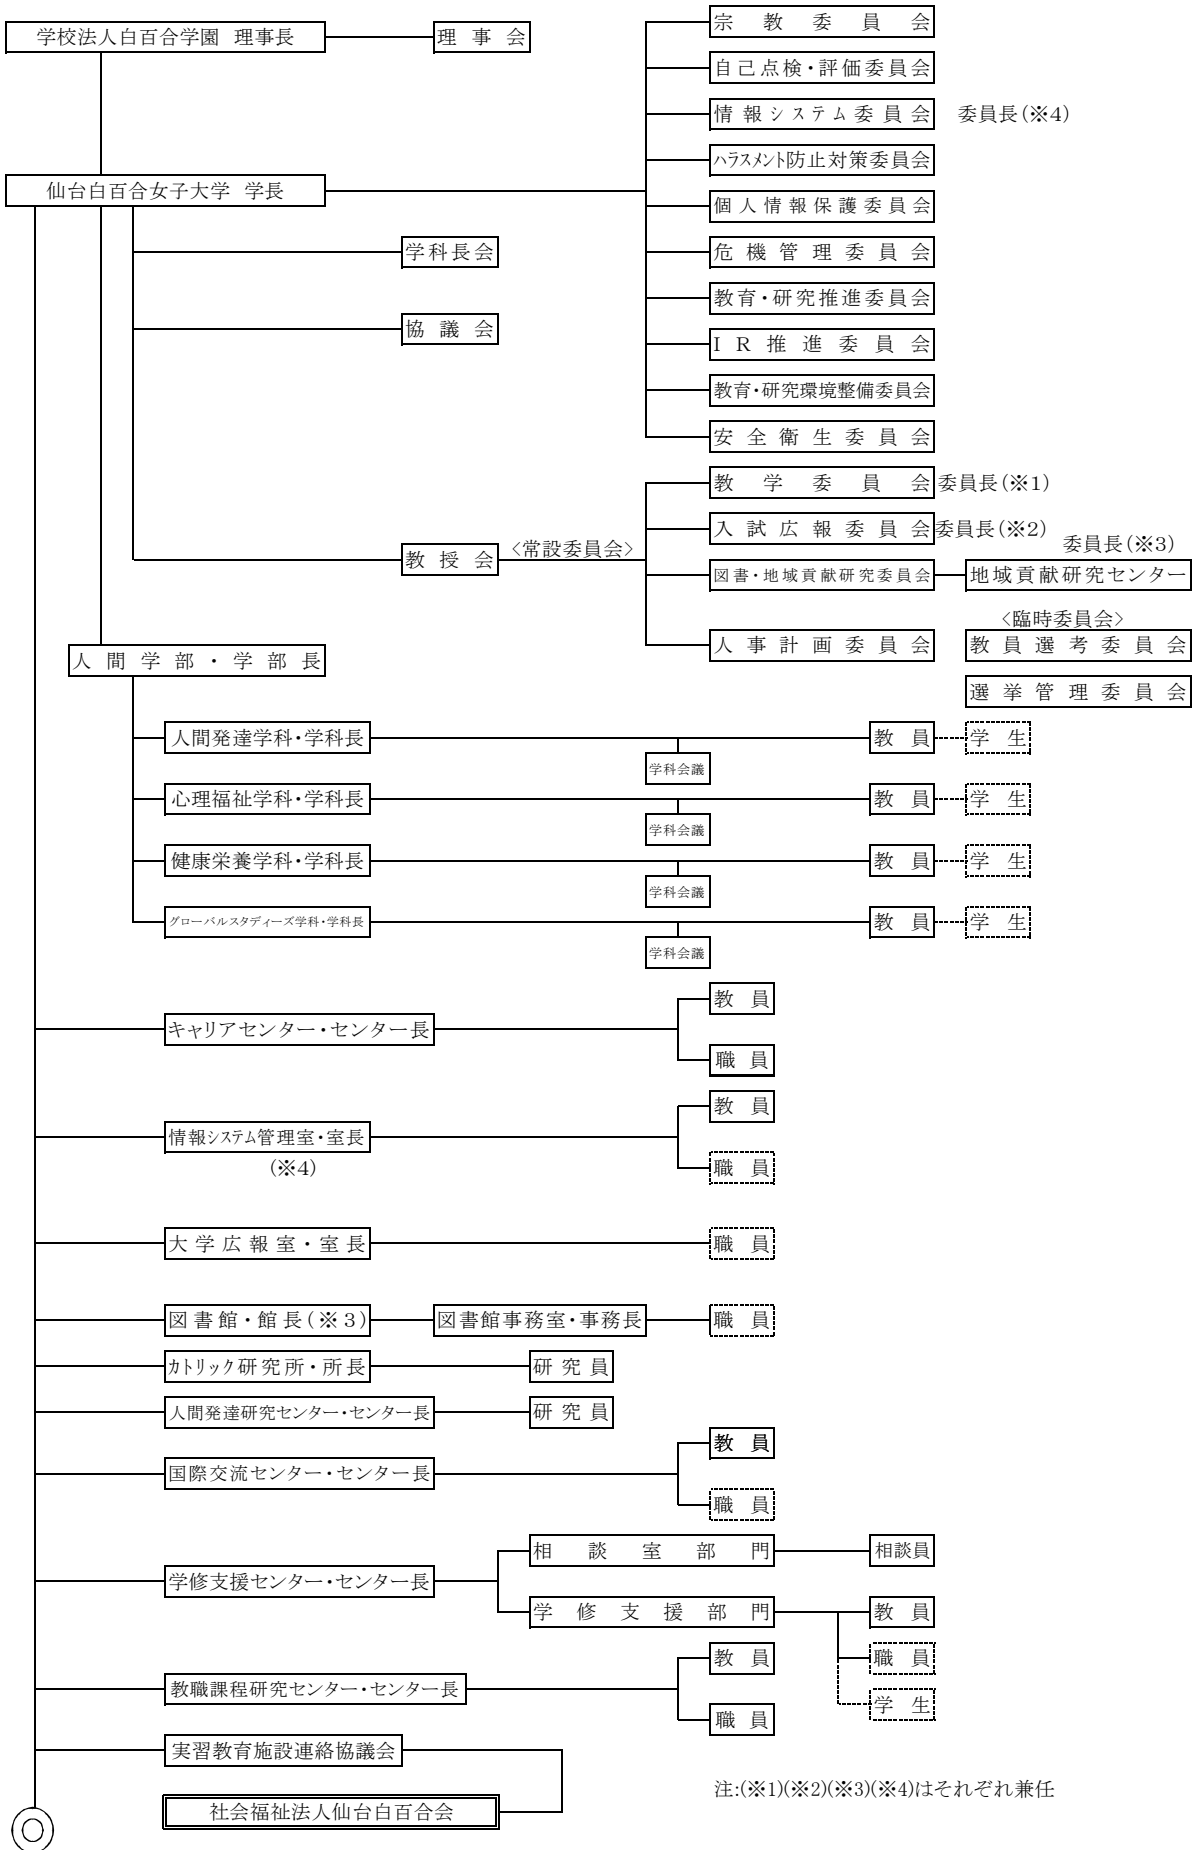 宗教委員会
学校法人白百合学園 理事長 理事会
自己点検・評価委員会
情報システム委員会 委員長(※4)
ハラスメント防止対策委員会
仙台白百合女子大学 学長
個人情報保護委員会
学科長会 危機管理委員会
教育・研究推進委員会
協議会 IR推進委員会
教育・研究環境整備委員会
安全衛生委員会
教学委員会 委員長(※1)
入試広報委員会 委員長(※2)
委員長(※3)
教授会 〈常設委員会〉
図書・地域貢献研究委員会 地域貢献研究センター
〈臨時委員会〉
人事計画委員会 教員選考委員会
人間学部・学部長
選挙管理委員会
人間発達学科・学科長 教員 学生
学科会議
心理福祉学科・学科長 教員 学生
学科会議
健康栄養学科・学科長 教員 学生
学科会議
グローバルスタディーズ学科・学科長 教員 学生
学科会議
教員
キャリアセンター・センター長
職員
教員
情報システム管理室・室長
(※4) 職員
大学広報室・室長 職員
図書館・館長(※3) 図書館事務室・事務長 職員
カトリック研究所・所長 研究員
人間発達研究センター・センター長 研究員
教員
国際交流センター・センター長
職員
相談室部門 相談員
学修支援センター・センター長
学修支援部門 教員
教員 職員
教職課程研究センター・センター長
職員 学生
実習教育施設連絡協議会
注:(※1)(※2)(※3)(※4)はそれぞれ兼任
社会福祉法人仙台白百合会